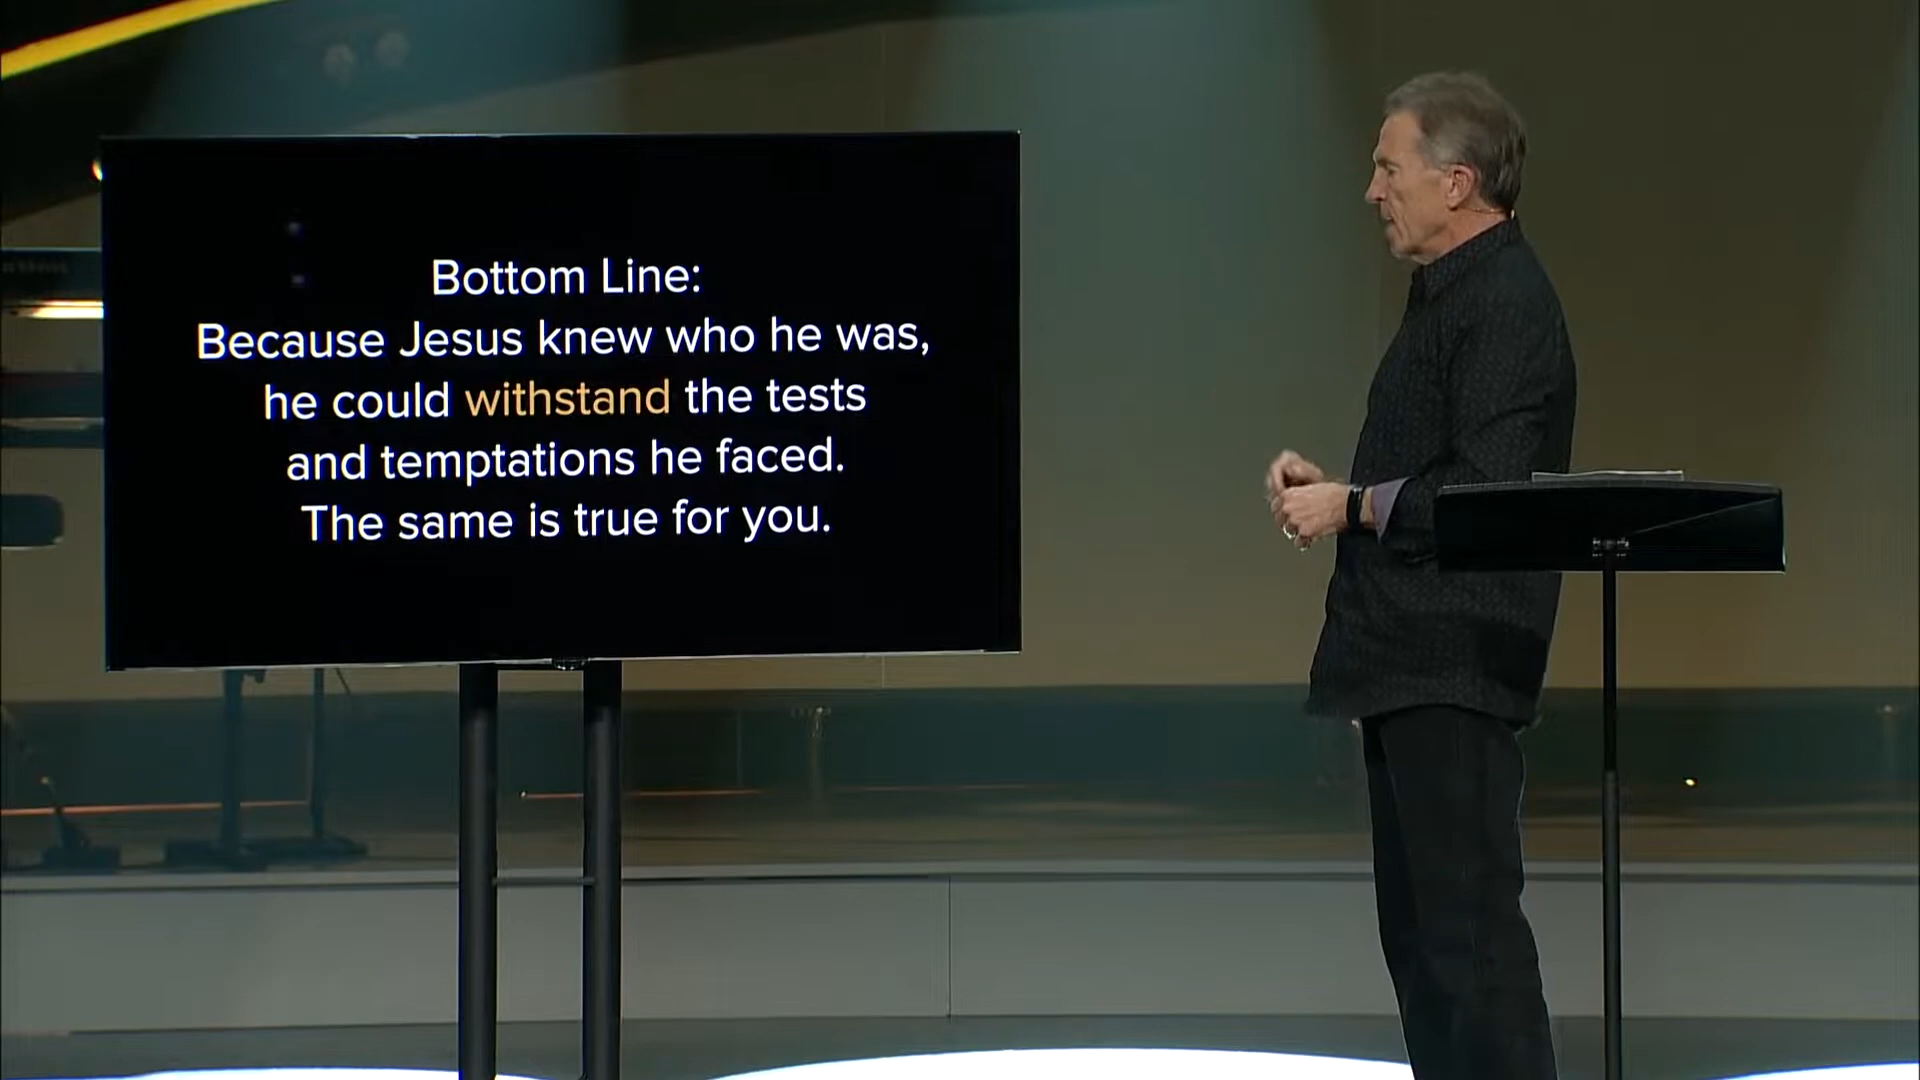 Bottom Line:
Because Jesus knew who he was,
he could withstand the tests
and temptations he faced.
The same is true for you.